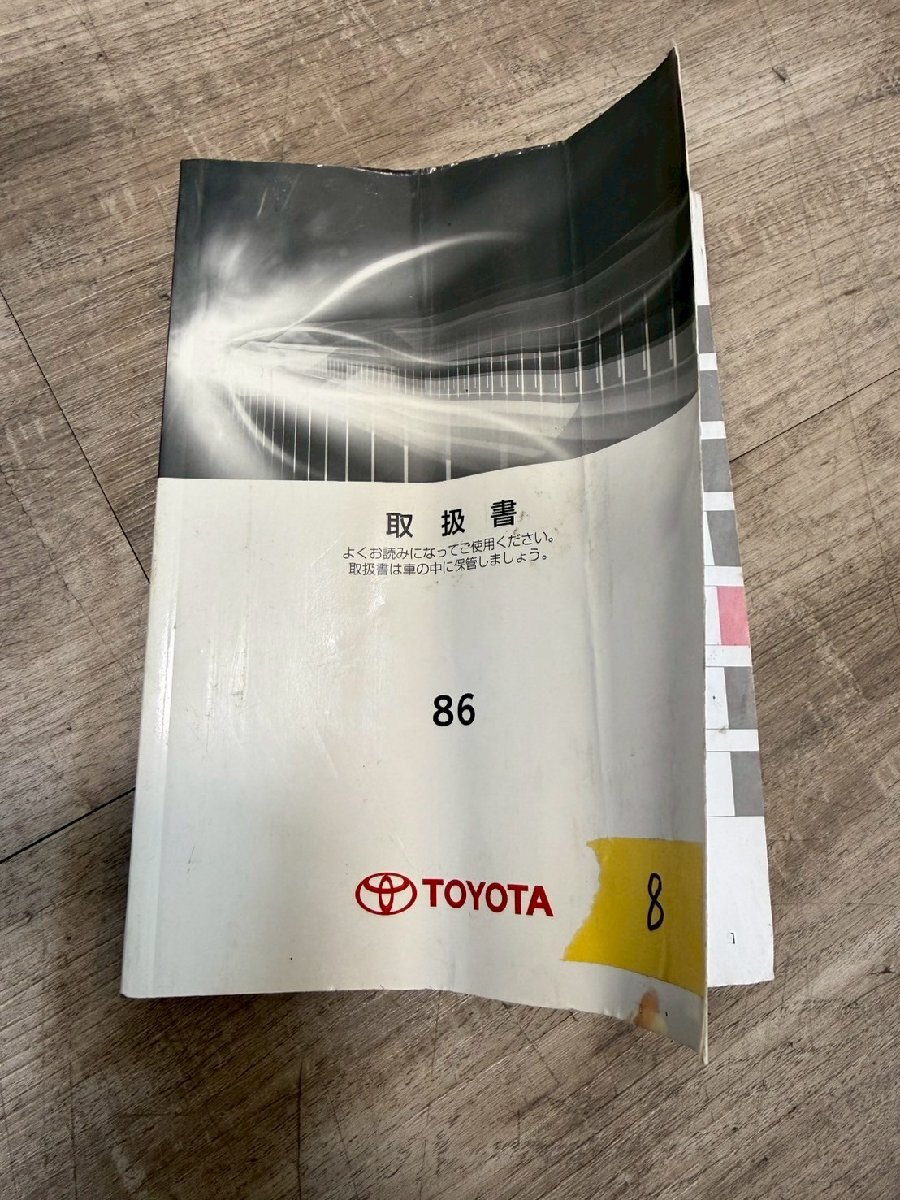 取扱書
よくお読みになってご使用ください。
取扱書は車の中に保管しましょう。
86
TOYOTA
8